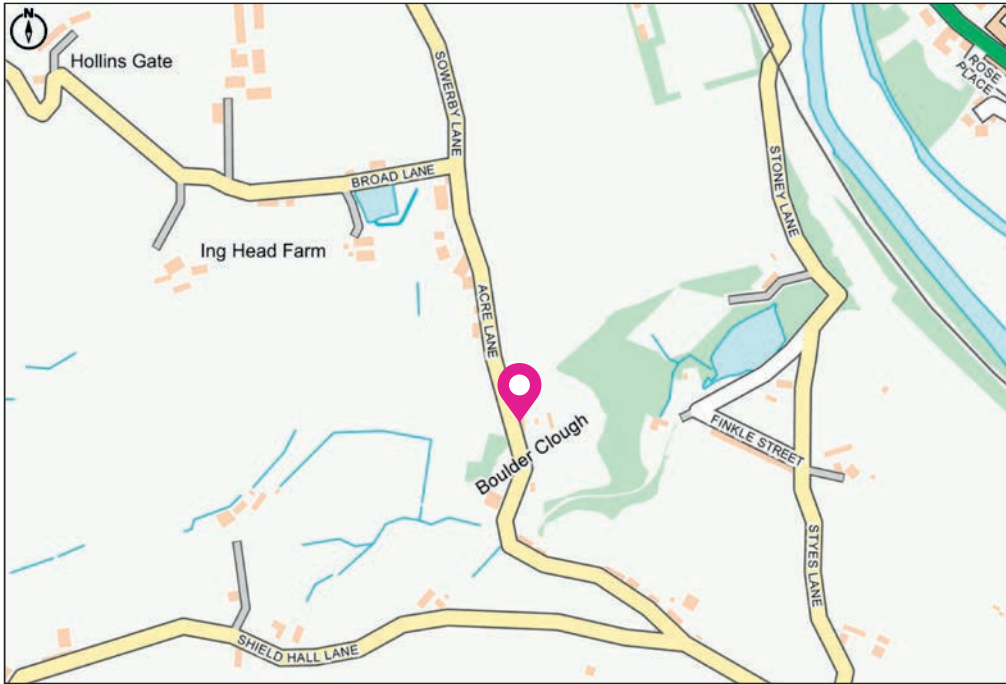 Hollins Gate
SOWERBY LANE
ROSE
PLACE
BROAD LANE
STONEY LANE
Ing Head Farm
ACRE LANE
Boulder Clough
FINKLE STREET
STYES LANE
SHIELD HALL LANE